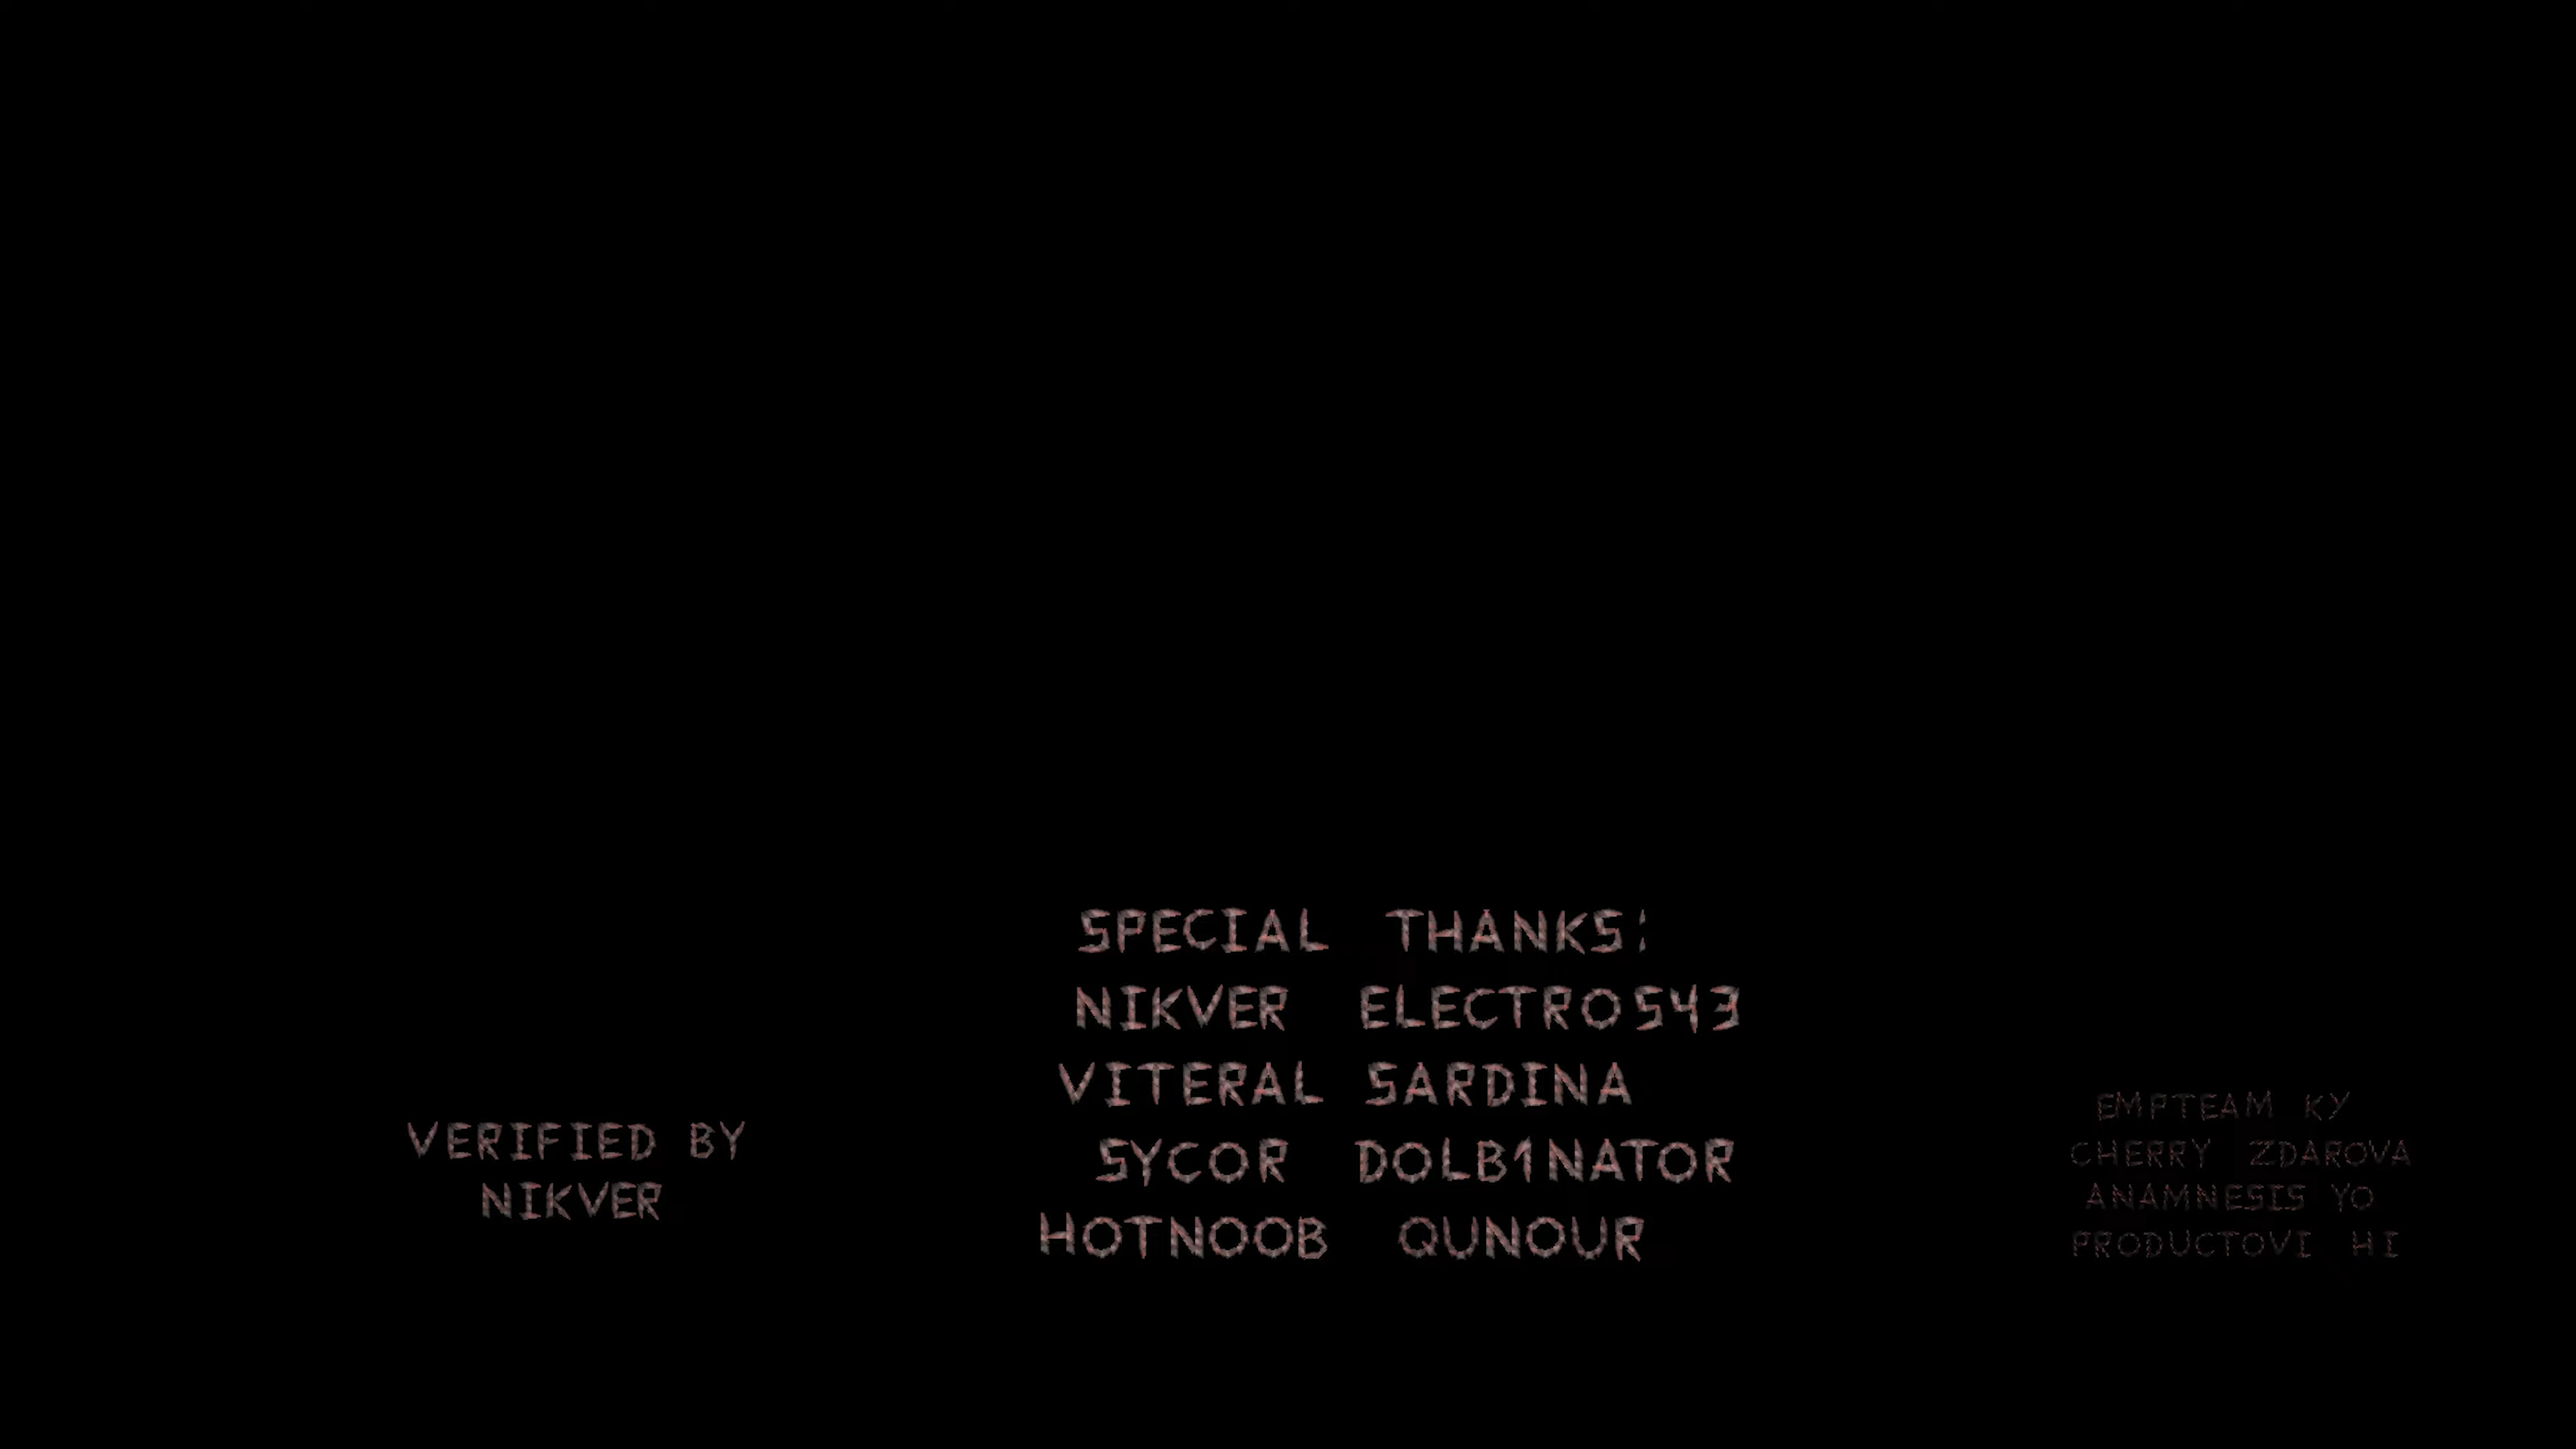 SPECIAL THANKS:
NIKVER ELECTRO543
VITERAL SARDINA
SYCOR DOLB1NATOR
HOTNOOB QUNOUR
VERIFIED BY
NIKVER
EMPTEAM KY
CHERRY ZDAROVA
ANAMNESIS YO
PRODUCTOVI HI